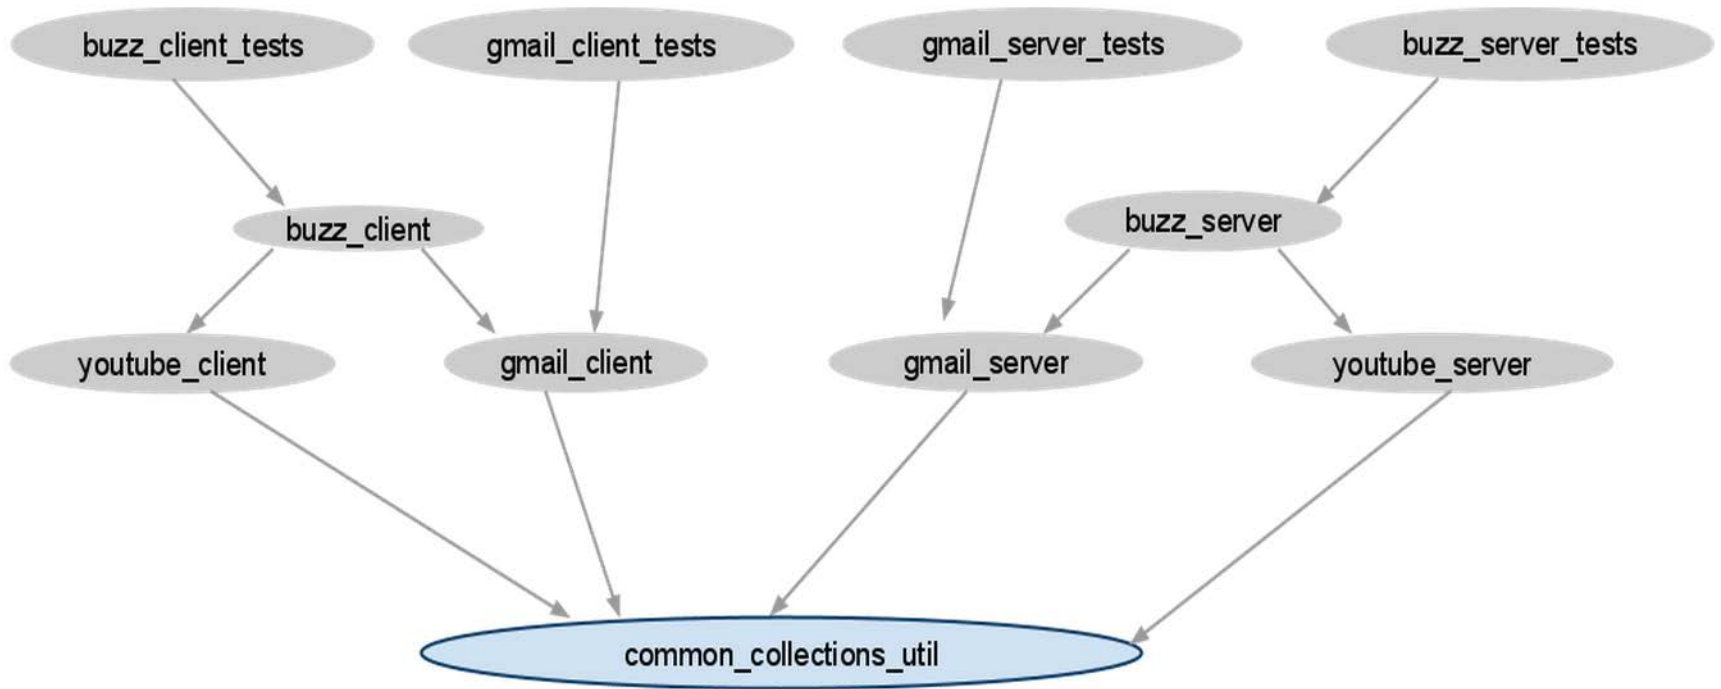 buzz_client_tests
gmail_client_tests
gmail_server_tests
buzz_server_tests
buzz_client
buzz_server
youtube_client
gmail_client
gmail_server
youtube_server
common_collections_util